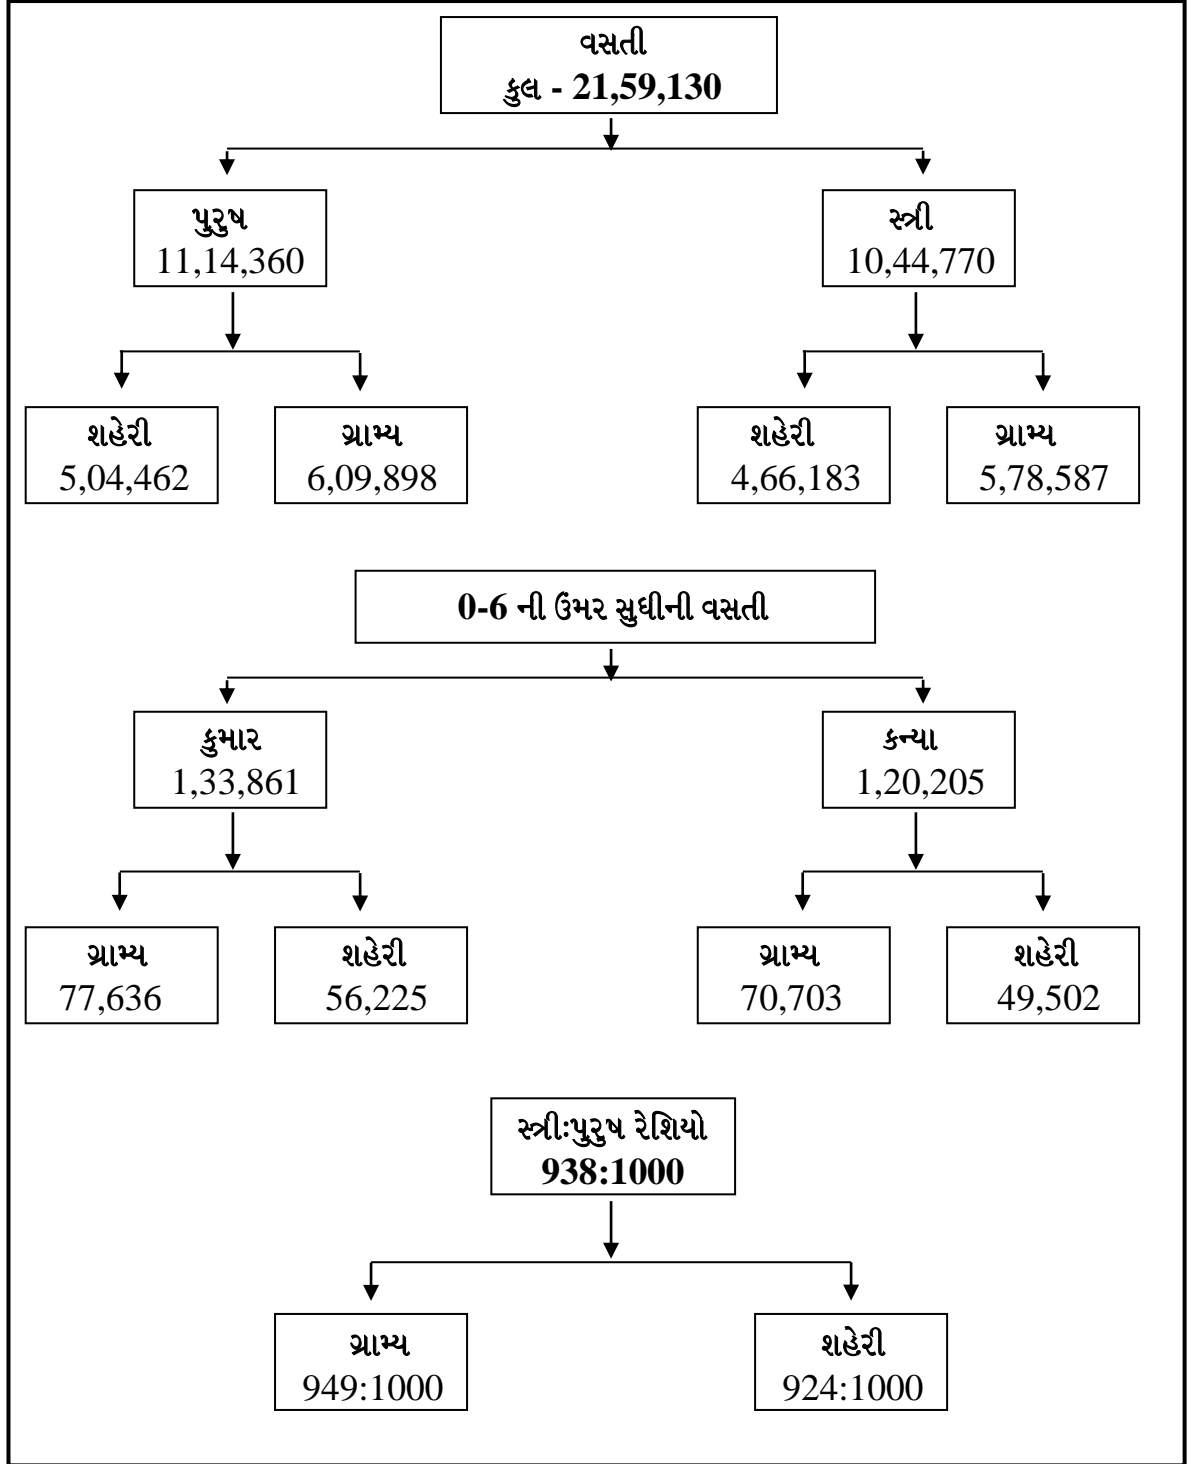 વસતી
કુલ - 21,59,130
પુરુષ
11,14,360
સ્ત્રી
10,44,770
શહેરી
5,04,462
ગ્રામ્ય
6,09,898
શહેરી
4,66,183
ગ્રામ્ય
5,78,587
0-6 ની ઉંમર સુધીની વસતી
કુમાર
1,33,861
કન્યા
1,20,205
ગ્રામ્ય
77,636
શહેરી
56,225
ગ્રામ્ય
70,703
શહેરી
49,502
સ્ત્રી:પુરુષ રેશિયો
938:1000
ગ્રામ્ય
949:1000
શહેરી
924:1000